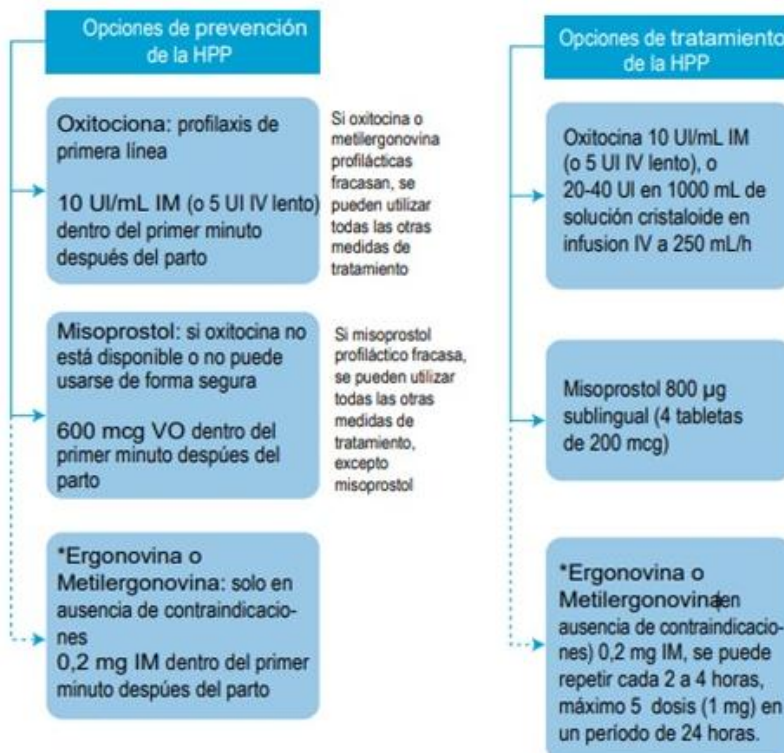 Opciones de prevención
de la HPP
Oxitociona: profilaxis de
primera línea
10 UI/mL IM (o 5 UI IV lento)
dentro del primer minuto
después del parto
Si oxitocina o
metilergonovina
profilácticas
fracasan, se
pueden utilizar
todas las otras
medidas de
tratamiento
Misoprostol: si oxitocina no
está disponible o no puede
usarse de forma segura
600 mcg VO dentro del
primer minuto despúes del
parto
Si misoprostol
profiláctico fracasa,
se pueden utilizar
todas las otras
medidas de
tratamiento,
excepto
misoprostol
*Ergonovina o
Metilergonovina: solo en
ausencia de contraindicacio-
nes
0,2 mg IM dentro del primer
minuto despúes del parto
Opciones de tratamiento
de la HPP
Oxitocina 10 UI/mL IM
(o 5 UI IV lento), o
20-40 UI en 1000 mL de
solución cristaloide en
infusion IV a 250 mL/h
Misoprostol 800 µg
sublingual (4 tabletas
de 200 mcg)
*Ergonovina o
Metilergonovina(en
ausencia de contraindicacio-
nes) 0,2 mg IM, se puede
repetir cada 2 a 4 horas,
máximo 5 dosis (1 mg) en
un período de 24 horas.